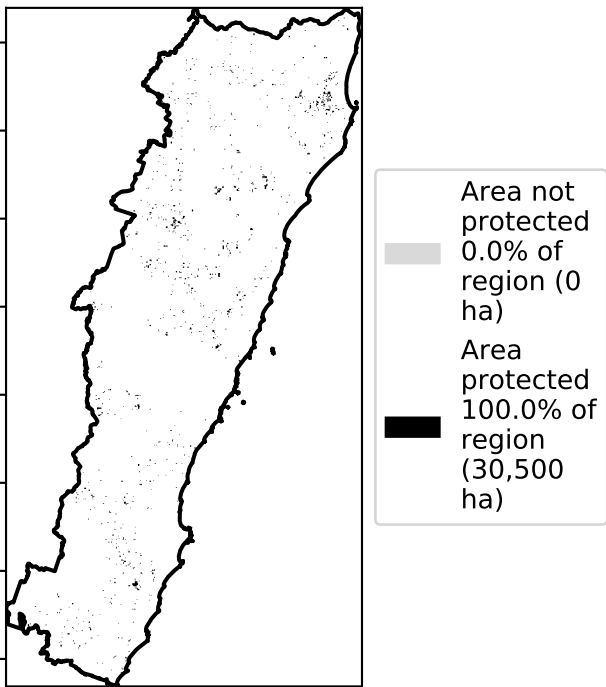 Area not
protected
0.0% of
region (0
ha)
Area
protected
100.0% of
region
(30,500
ha)